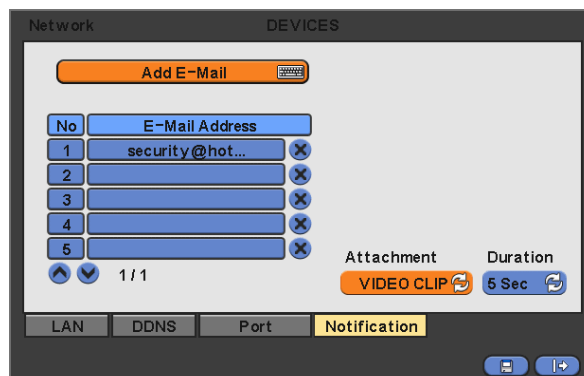 Network DEVICES
Add E-Mail
No E-Mail Address
1 security@hot...
2
3
4
5
1/1
Attachment Duration
VIDEO CLIP 5 Sec
LAN DDNS Port Notification